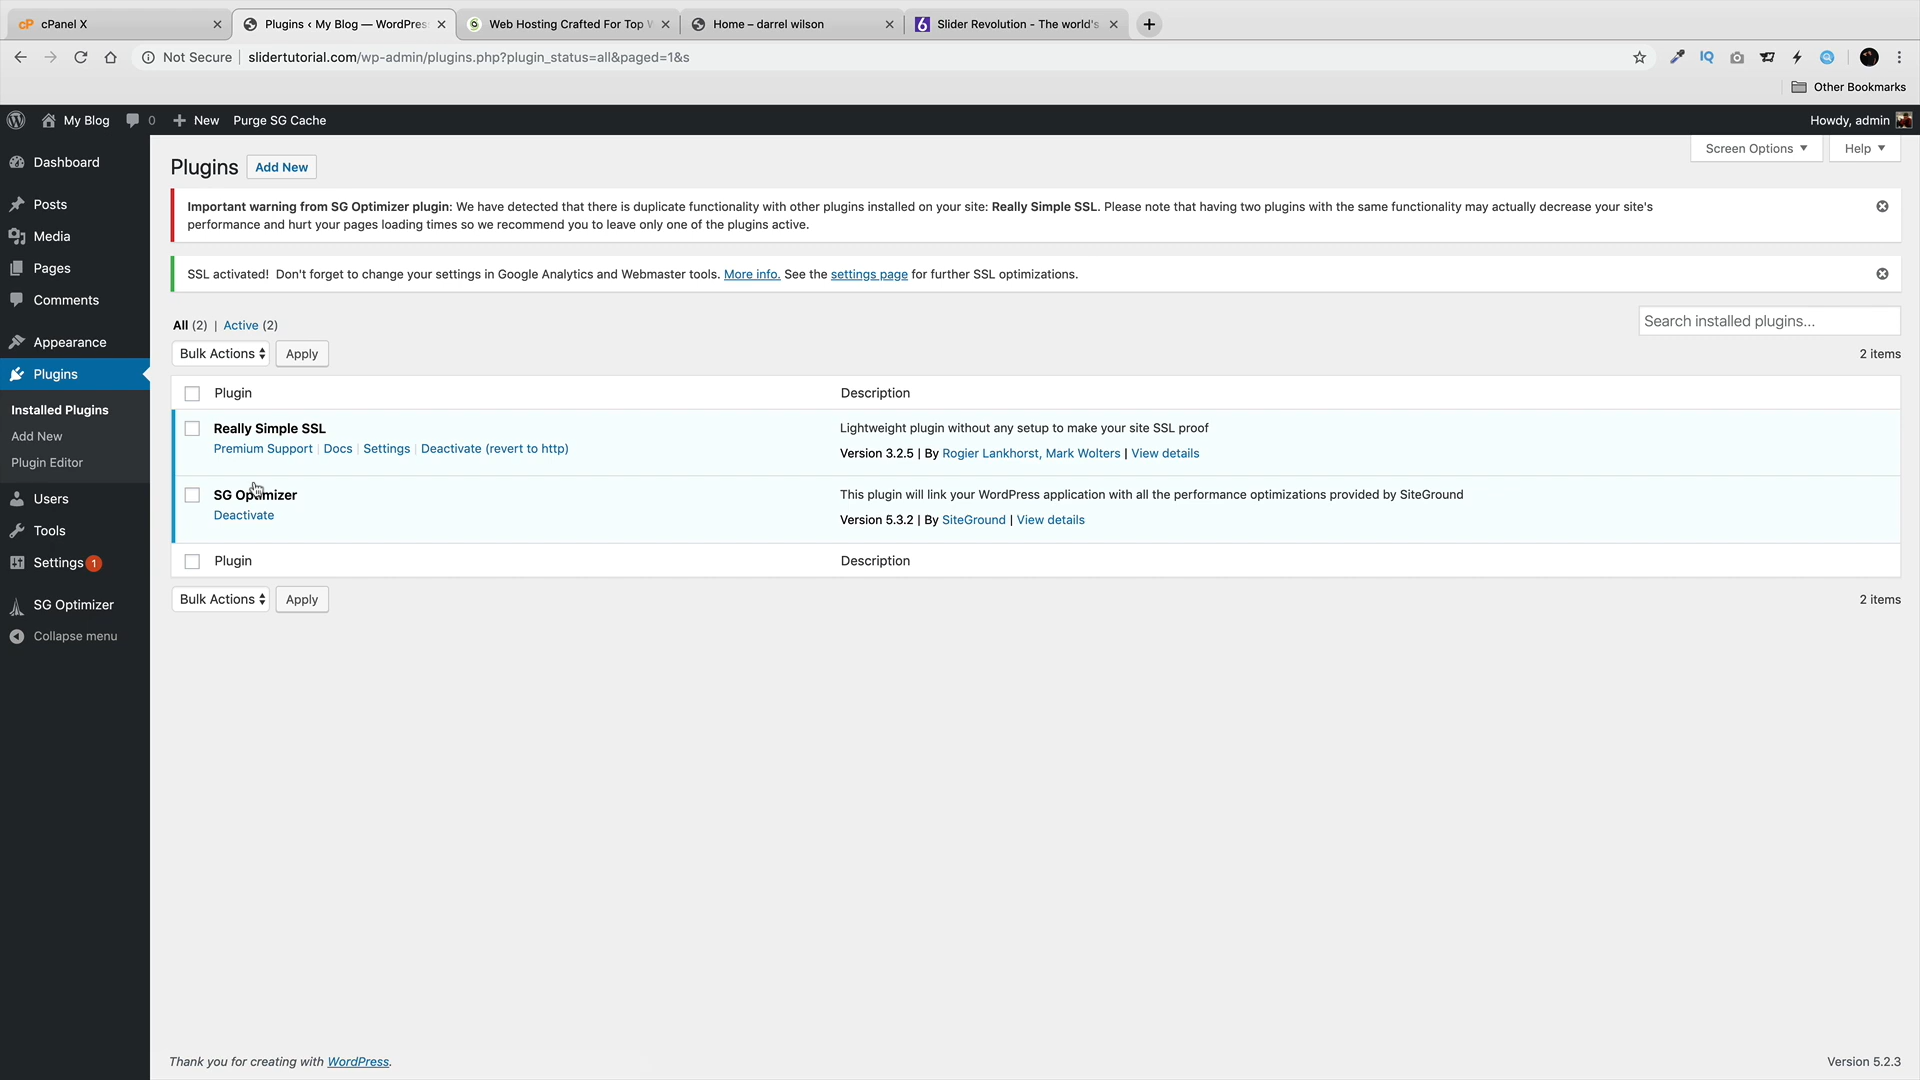 cP cPanel X
Plugins ‹ My Blog — WordPres
Web Hosting Crafted For Top W
Home – darrel wilson
6 Slider Revolution - The world's
Not Secure | slidertutorial.com/wp-admin/plugins.php?plugin_status=all&paged=1&s
IQ
Other Bookmarks
My Blog 0 + New Purge SG Cache
Howdy, admin
Dashboard
Posts
Media
Pages
Comments
Appearance
Plugins
Installed Plugins
Add New
Plugin Editor
Users
Tools
Settings 1
SG Optimizer
Collapse menu
Screen Options ▼
Help ▼
Plugins Add New
Important warning from SG Optimizer plugin: We have detected that there is duplicate functionality with other plugins installed on your site: Really Simple SSL. Please note that having two plugins with the same functionality may actually decrease your site's
performance and hurt your pages loading times so we recommend you to leave only one of the plugins active.
SSL activated! Don't forget to change your settings in Google Analytics and Webmaster tools. More info. See the settings page for further SSL optimizations.
All (2) | Active (2)
Search installed plugins...
Bulk Actions Apply
2 items
Plugin Description
Really Simple SSL
Premium Support | Docs | Settings | Deactivate (revert to http)
Lightweight plugin without any setup to make your site SSL proof
Version 3.2.5 | By Rogier Lankhorst, Mark Wolters | View details
SG Optimizer
Deactivate
This plugin will link your WordPress application with all the performance optimizations provided by SiteGround
Version 5.3.2 | By SiteGround | View details
Plugin Description
Bulk Actions Apply
2 items
Thank you for creating with WordPress.
Version 5.2.3